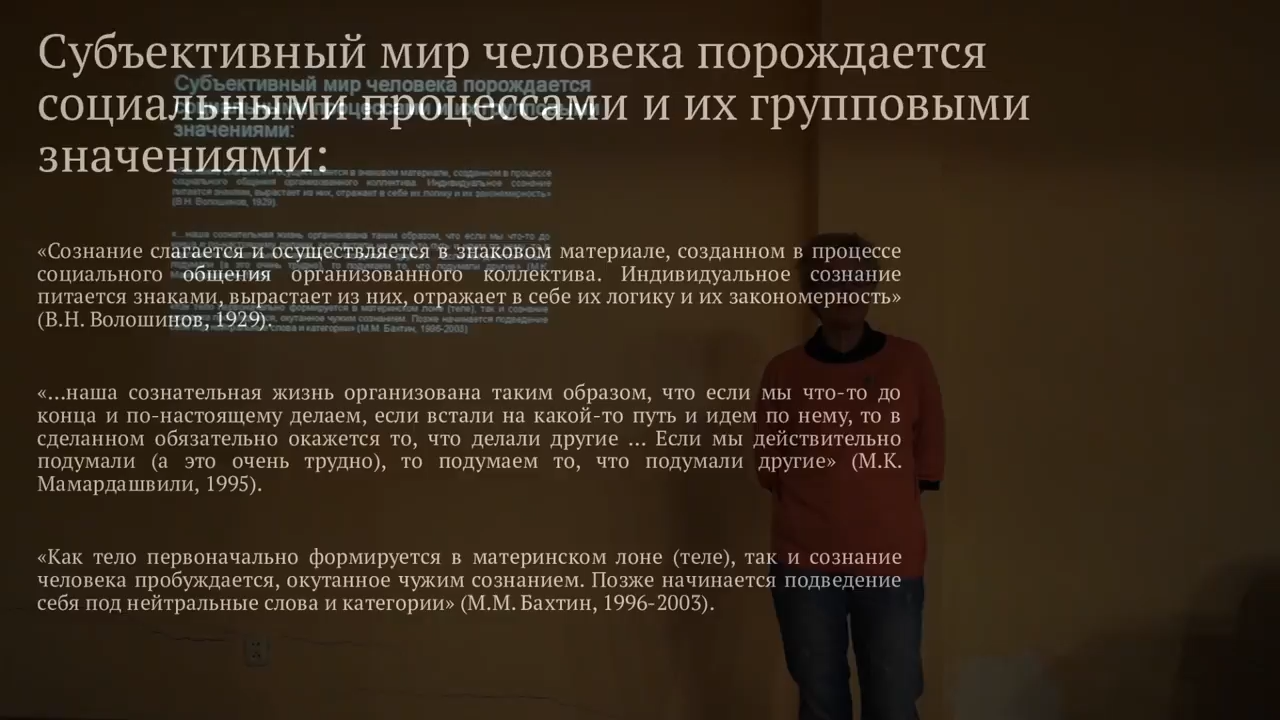 Субъективный мир человека порождается
социальными процессами и их групповыми
значениями:
«Сознание слагается и осуществляется в знаковом материале, созданном в процессе
социального общения организованного коллектива. Индивидуальное сознание
питается знаками, вырастает из них, отражает в себе их логику и их закономерность»
(В.Н. Волошинов, 1929).
«...наша сознательная жизнь организована таким образом, что если мы что-то до
конца и по-настоящему делаем, если встали на какой-то путь и идем по нему, то в
сделанном обязательно окажется то, что делали другие ... Если мы действительно
подумали (а это очень трудно), то подумаем то, что подумали другие» (М.К.
Мамардашвили, 1995).
«Как тело первоначально формируется в материнском лоне (теле), так и сознание
человека пробуждается, окутанное чужим сознанием. Позже начинается подведение
себя под нейтральные слова и категории» (М.М. Бахтин, 1996-2003).